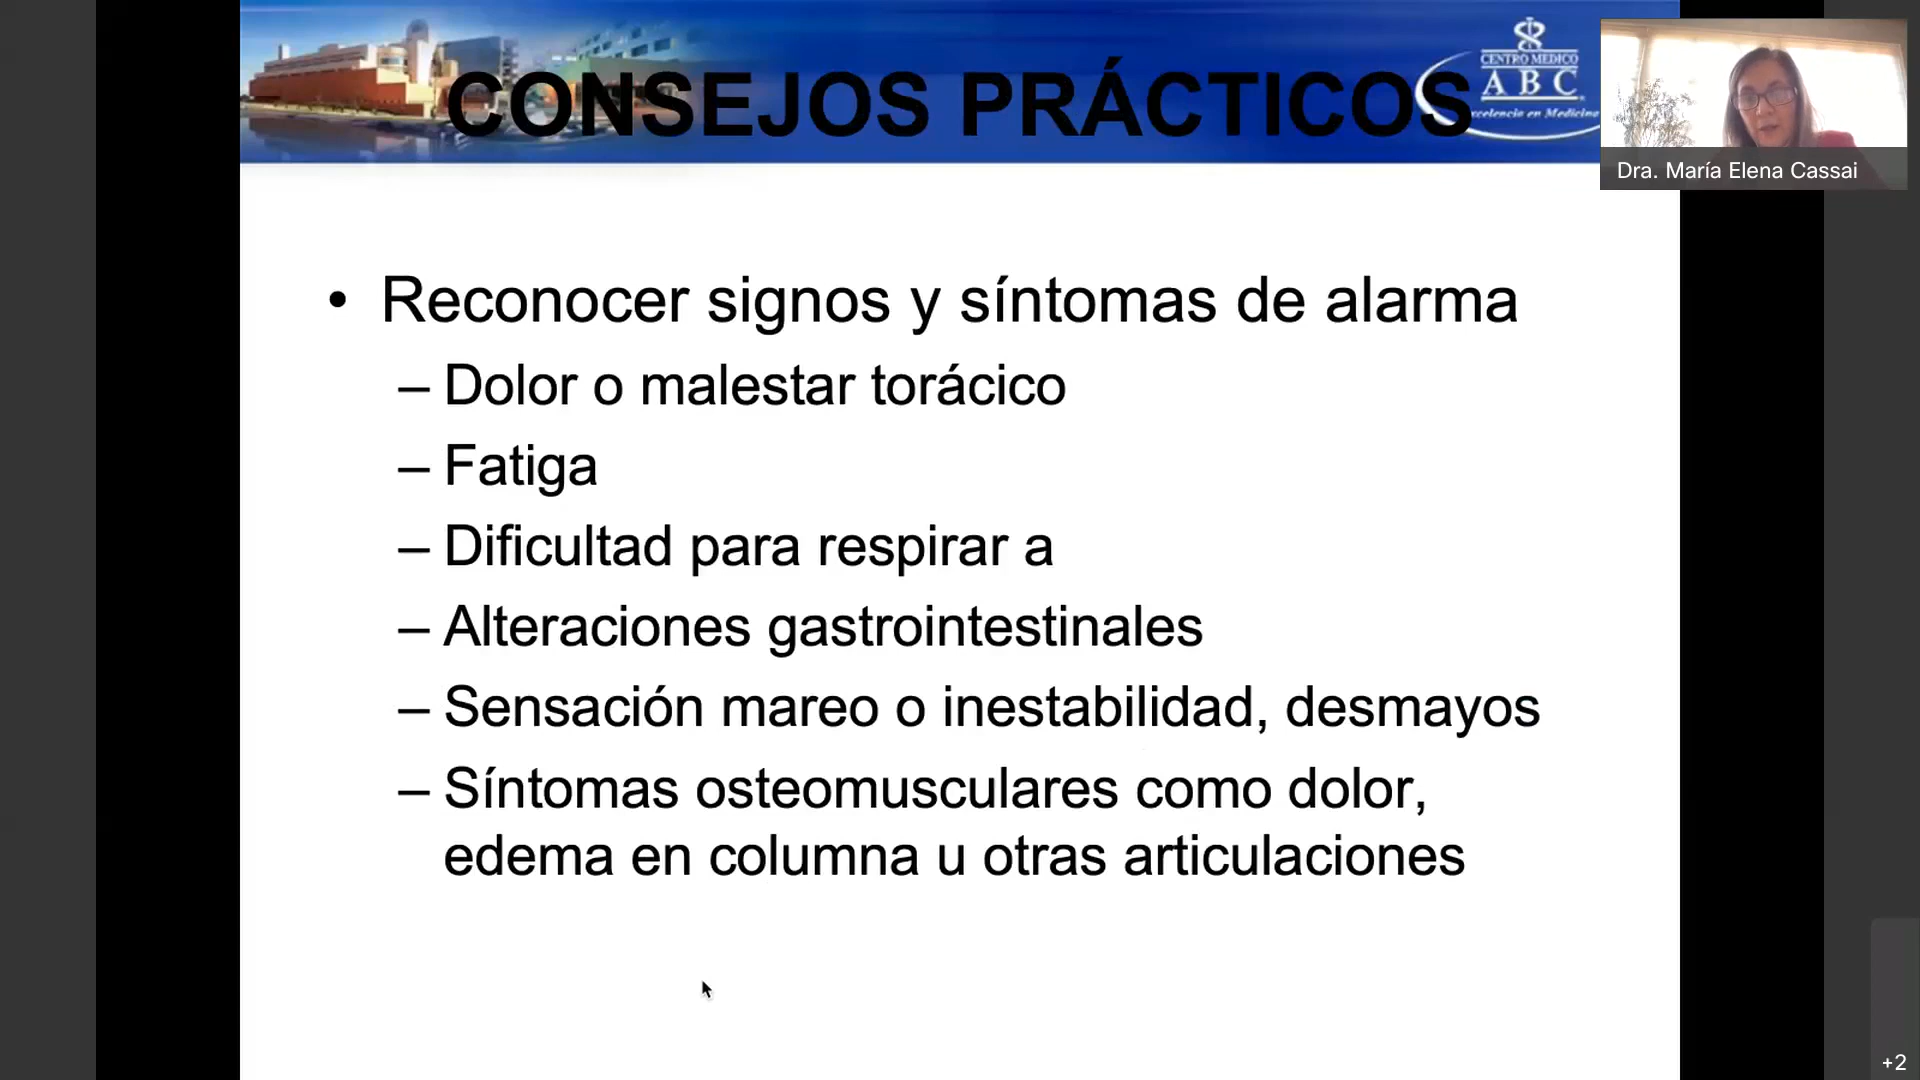 CONSEJOS PRÁCTICOS
CENTRO MEDICO
ABC
xcelencia en Medicina
Dra. María Elena Cassai
• Reconocer signos y síntomas de alarma
– Dolor o malestar torácico
– Fatiga
– Dificultad para respirar a
– Alteraciones gastrointestinales
– Sensación mareo o inestabilidad, desmayos
– Síntomas osteomusculares como dolor,
edema en columna u otras articulaciones
+2